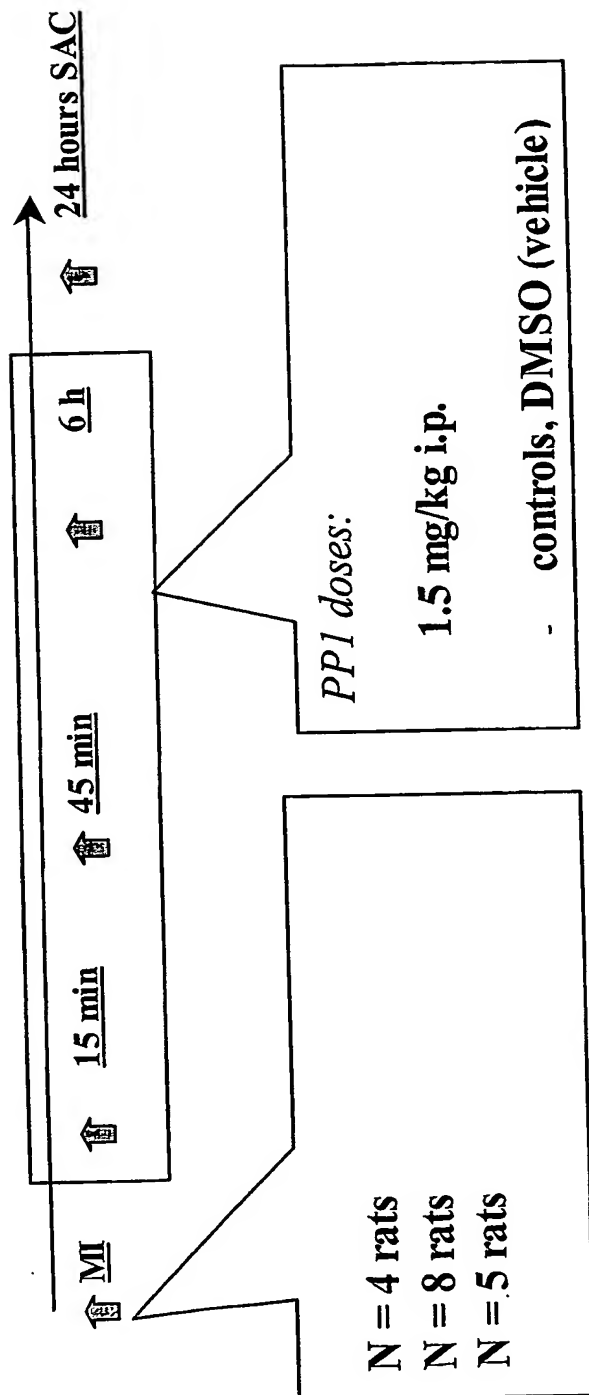 MI
15 min
45 min
6 h
24 hours SAC
N = 4 rats
N = 8 rats
N = 5 rats
PP1 doses:
1.5 mg/kg i.p.
- controls, DMSO (vehicle)